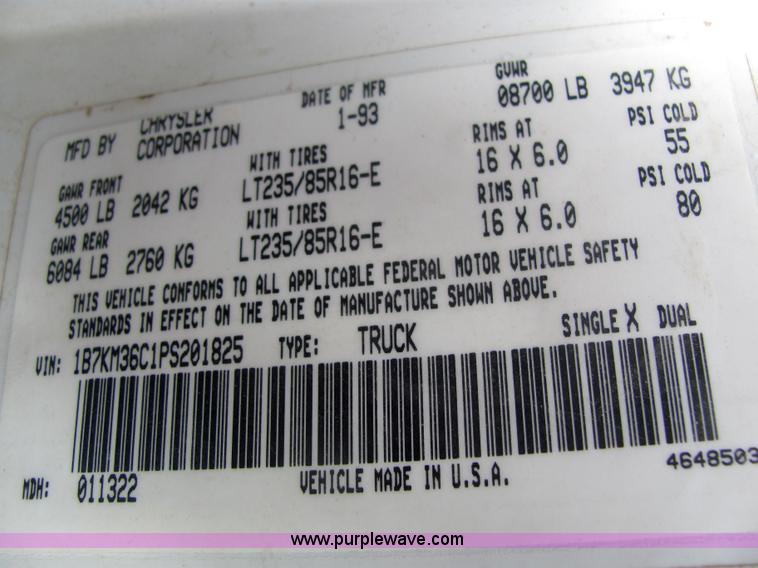 MFD BY CHRYSLER CORPORATION DATE OF MFR 1-93 GVWR 08700 LB 3947 KG
GAWR FRONT WITH TIRES RIMS AT PSI COLD
4500 LB 2042 KG LT235/85R16-E 16 X 6.0 55
GAWR REAR WITH TIRES RIMS AT PSI COLD
6084 LB 2760 KG LT235/85R16-E 16 X 6.0 80
THIS VEHICLE CONFORMS TO ALL APPLICABLE FEDERAL MOTOR VEHICLE SAFETY
STANDARDS IN EFFECT ON THE DATE OF MANUFACTURE SHOWN ABOVE.
VIN: 1B7KM36C1PS201825 TYPE: TRUCK SINGLE X DUAL
MDH: 011322 VEHICLE MADE IN U.S.A. 4648503
www.purplewave.com